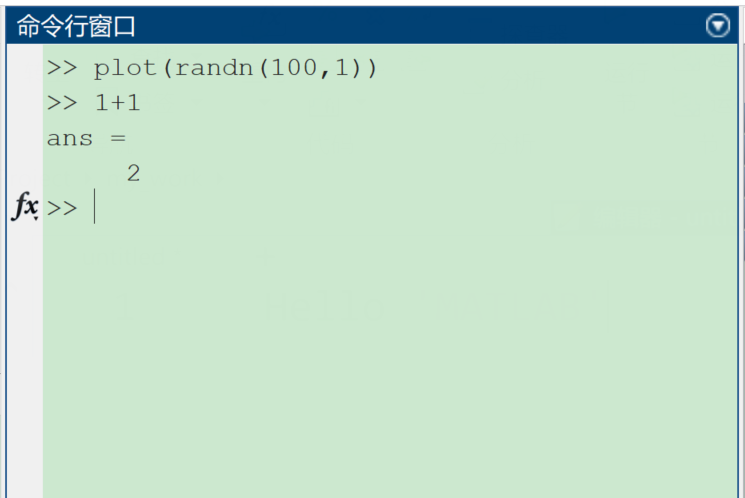 命令行窗口
>> plot(randn(100,1))
>> 1+1
ans =
2
fx >>